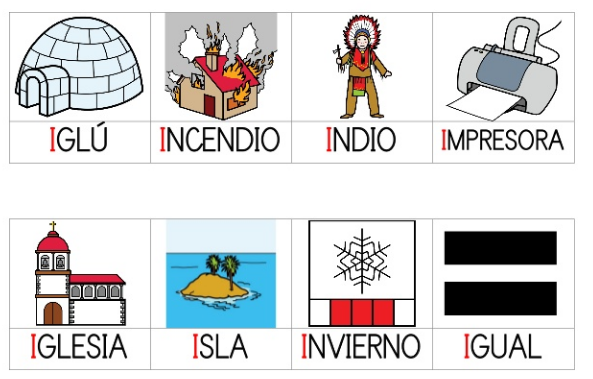 IGLÚ INCENDIO INDIO IMPRESORA
IGLESIA ISLA INVIERNO IGUAL